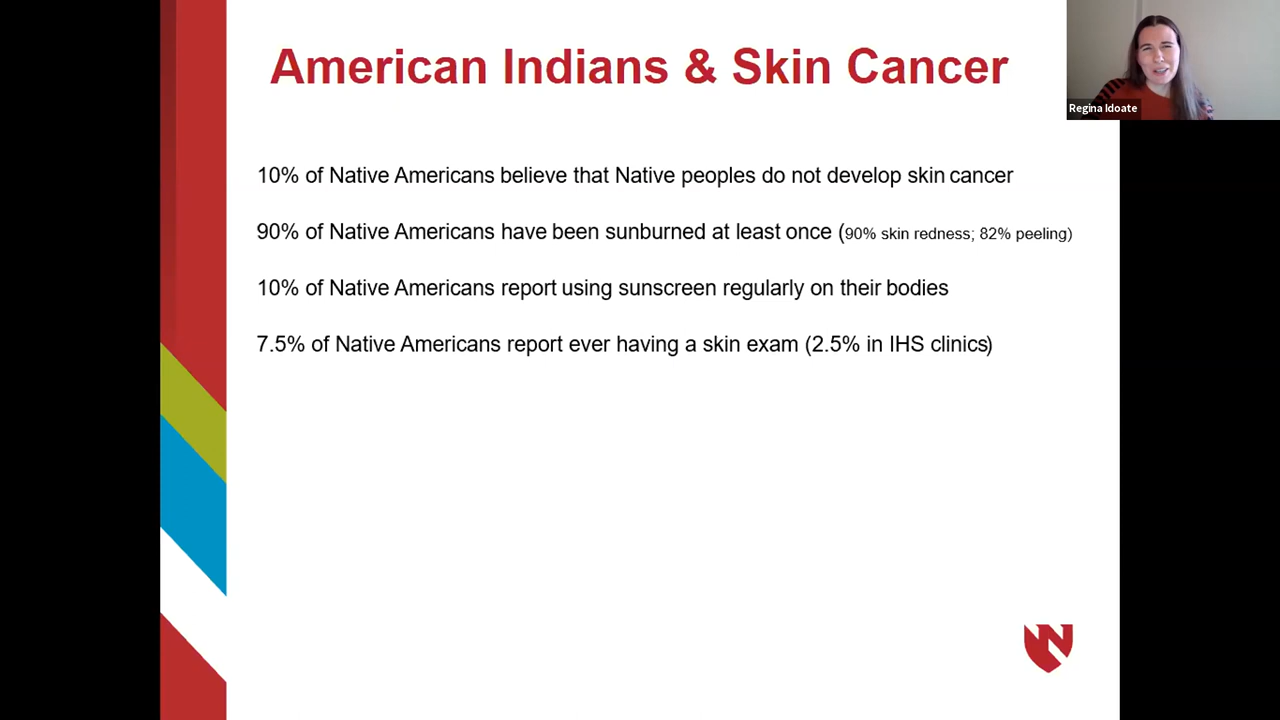 American Indians & Skin Cancer
Regina Idoate
10% of Native Americans believe that Native peoples do not develop skin cancer
90% of Native Americans have been sunburned at least once (90% skin redness; 82% peeling)
10% of Native Americans report using sunscreen regularly on their bodies
7.5% of Native Americans report ever having a skin exam (2.5% in IHS clinics)